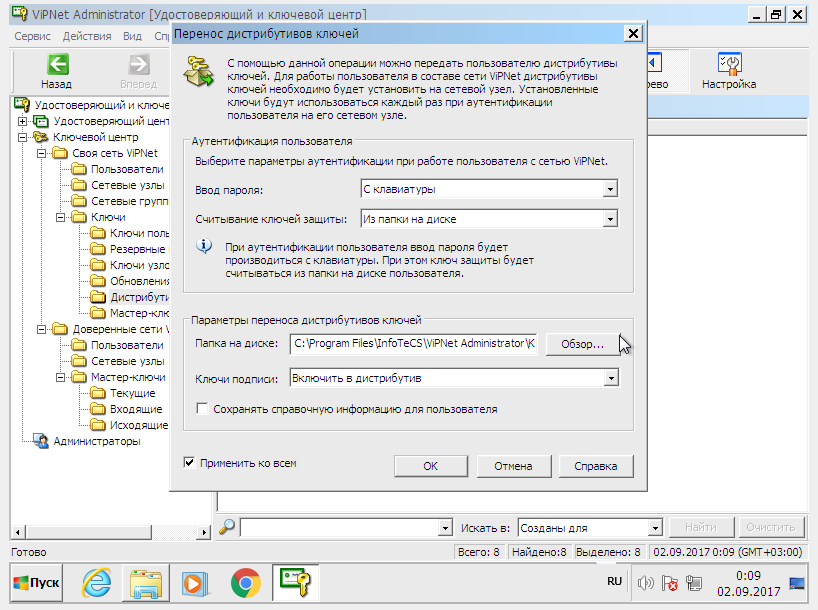 ViPNet Administrator [Удостоверяющий и ключевой центр]
Сервис Действия Вид
Назад
Вперед
Настройка
Удостоверяющий и ключе
Удостоверяющий цент
Ключевой центр
Своя сеть ViPNet
Пользователи
Сетевые узлы
Сетевые групп
Ключи
Ключи поль
Резервные
Ключи узло
Обновления
Дистрибути
Мастер-клю
Доверенные сети V
Пользователи
Сетевые узлы
Мастер-ключи
Текущие
Входящие
Исходящие
Администраторы
Перенос дистрибутивов ключей
С помощью данной операции можно передать пользователю дистрибутивы
ключей. Для работы пользователя в составе сети ViPNet дистрибутивы
ключей необходимо будет установить на сетевой узел. Установленные
ключи будут использоваться каждый раз при аутентификации
пользователя на его сетевом узле.
Аутентификация пользователя
Выберите параметры аутентификации при работе пользователя с сетью ViPNet.
Ввод пароля: С клавиатуры
Считывание ключей защиты: Из папки на диске
При аутентификации пользователя ввод пароля будет
производиться с клавиатуры. При этом ключ защиты будет
считываться из папки на диске пользователя.
Параметры переноса дистрибутивов ключей
Папка на диске: C:\Program Files\InfoTeCS\ViPNet Administrator\K Обзор...
Ключи подписи: Включить в дистрибутив
Сохранять справочную информацию для пользователя
Применить ко всем
ОК Отмена Справка
Искать в: Созданы для Найти Очистить
Готово Всего: 8 Найдено:8 Выделено: 8 02.09.2017 0:09 (GMT+03:00)
Пуск RU 0:09
02.09.2017